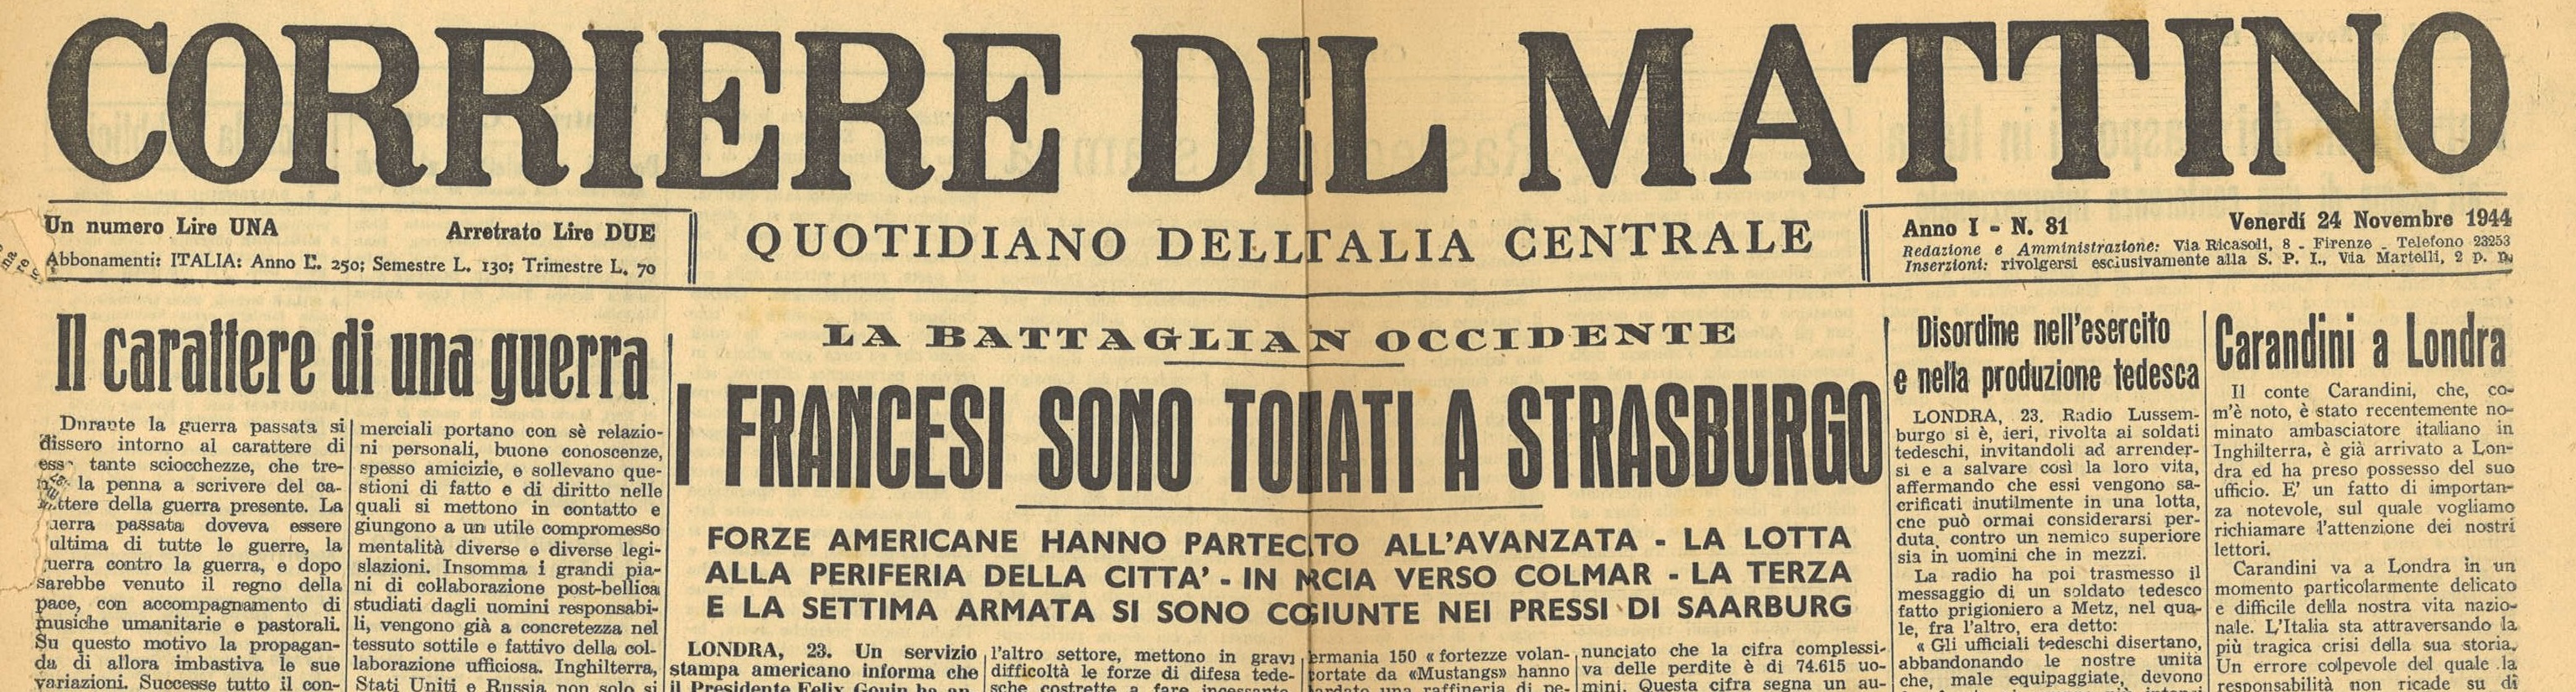 CORRIERE DEL MATTINO
Un numero Lire UNA Arretrato Lire DUE
Abbonamenti: ITALIA: Anno L. 250; Semestre L. 130; Trimestre L. 70
QUOTIDIANO DELL'ITALIA CENTRALE
Anno I - N. 81 Venerdí 24 Novembre 1944
Redazione e Amministrazione: Via Ricasoli, 8 - Firenze - Telefono 23253
Inserzioni: rivolgersi esclusivamente alla S. P. I., Via Martelli, 2 p. p.
Il carattere di una guerra
Durante la guerra passata si
dissero intorno al carattere di
tante sciocchezze, che tre-
la penna a scrivere del ca-
rattere della guerra presente. La
guerra passata doveva essere
ultima di tutte le guerre, la
guerra contro la guerra, e dopo
sarebbe venuto il regno della
pace, con accompagnamento di
musiche umanitarie e pastorali.
Su questo motivo la propagan-
da di allora imbastiva le sue
variazioni. Successe tutto il con-
merciali portano con sè relazio-
ni personali, buone conoscenze,
spesso amicizie, e sollevano que-
stioni di fatto e di diritto nelle
quali si mettono in contatto e
giungono a un utile compromesso
mentalità diverse e diverse legi-
slazioni. Insomma i grandi pia-
ni di collaborazione post-bellica
studiati dagli uomini responsabi-
li, vengono già a concretezza nel
tessuto sottile e fattivo della col-
laborazione ufficiosa. Inghilterra,
Stati Uniti e Russia non solo si
LA BATTAGLIA IN OCCIDENTE
I FRANCESI SONO TORNATI A STRASBURGO
FORZE AMERICANE HANNO PARTECIPATO ALL'AVANZATA - LA LOTTA
ALLA PERIFERIA DELLA CITTA' - IN MARCIA VERSO COLMAR - LA TERZA
E LA SETTIMA ARMATA SI SONO CONGIUNTE NEI PRESSI DI SAARBURG
LONDRA, 23. Un servizio
stampa americano informa che
il Presidente Felix Gouin ha an-
l'altro settore, mettono in gravi
difficoltà le forze di difesa tede-
sche costrette a fare incessante
ermania 150 « fortezze volan-
ortate da «Mustangs» hanno
bardato una raffineria di pe-
nunciato che la cifra complessi-
va delle perdite è di 74.615 uo-
mini. Questa cifra segna un au-
Disordine nell'esercito
e nella produzione tedesca
LONDRA, 23. Radio Lussem-
burgo si è, ieri, rivolta ai soldati
tedeschi, invitandoli ad arrender-
si e a salvare così la loro vita,
affermando che essi vengono sa-
crificati inutilmente in una lotta,
che può ormai considerarsi per-
duta, contro un nemico superiore
sia in uomini che in mezzi.
La radio ha poi trasmesso il
messaggio di un soldato tedesco
fatto prigioniero a Metz, nel qua-
le, fra l'altro, era detto:
« Gli ufficiali tedeschi disertano,
abbandonando le nostre unità
che, male equipaggiate, devono
Carandini a Londra
Il conte Carandini, che, co-
m'è noto, è stato recentemente no-
minato ambasciatore italiano in
Inghilterra, è già arrivato a Lon-
dra ed ha preso possesso del suo
ufficio. E' un fatto di importan-
za notevole, sul quale vogliamo
richiamare l'attenzione dei nostri
lettori.
Carandini va a Londra in un
momento particolarmente delicato
e difficile della nostra vita nazio-
nale. L'Italia sta attraversando la
più tragica crisi della sua storia.
Un errore colpevole del quale la
responsabilità non ricade su di